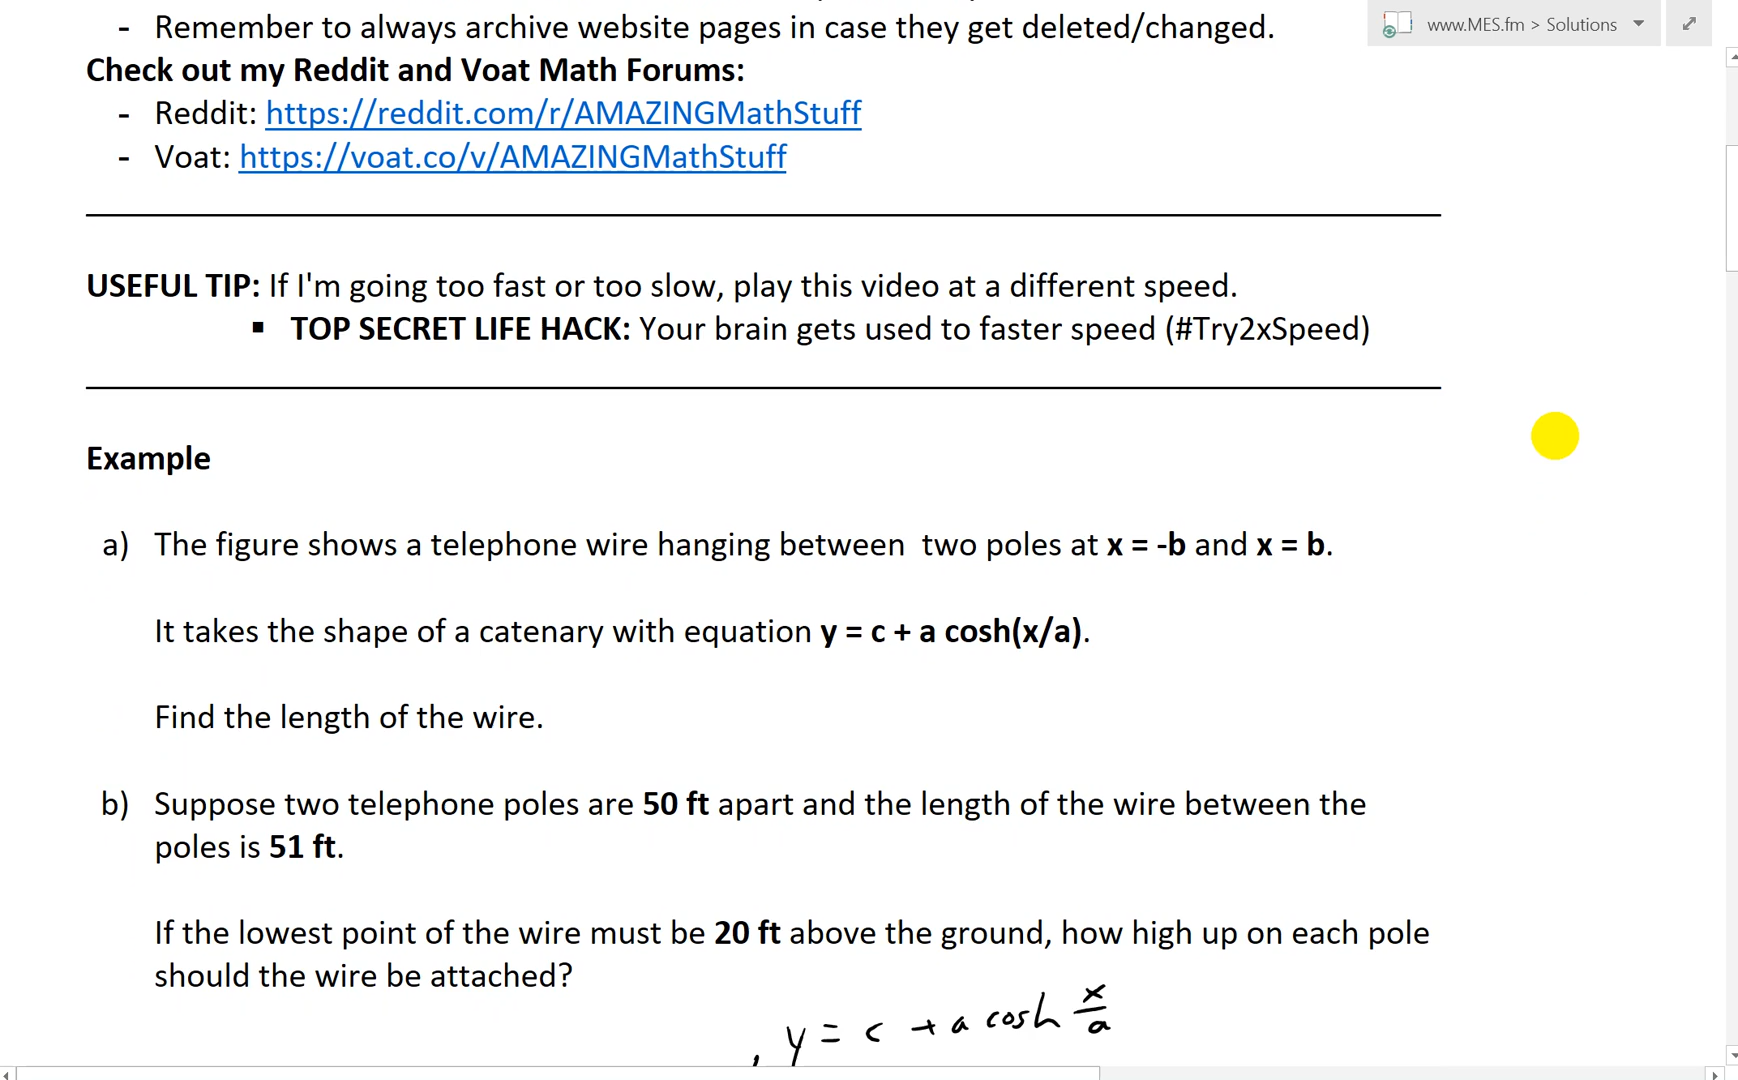 - Remember to always archive website pages in case they get deleted/changed.
www.MES.fm > Solutions
Check out my Reddit and Voat Math Forums:
- Reddit: https://reddit.com/r/AMAZINGMathStuff
- Voat: https://voat.co/v/AMAZINGMathStuff
USEFUL TIP: If I'm going too fast or too slow, play this video at a different speed.
▪ TOP SECRET LIFE HACK: Your brain gets used to faster speed (#Try2xSpeed)
Example
a) The figure shows a telephone wire hanging between two poles at x = -b and x = b.
It takes the shape of a catenary with equation y = c + a cosh(x/a).
Find the length of the wire.
b) Suppose two telephone poles are 50 ft apart and the length of the wire between the
poles is 51 ft.
If the lowest point of the wire must be 20 ft above the ground, how high up on each pole
should the wire be attached?
y = c + a cosh x/a